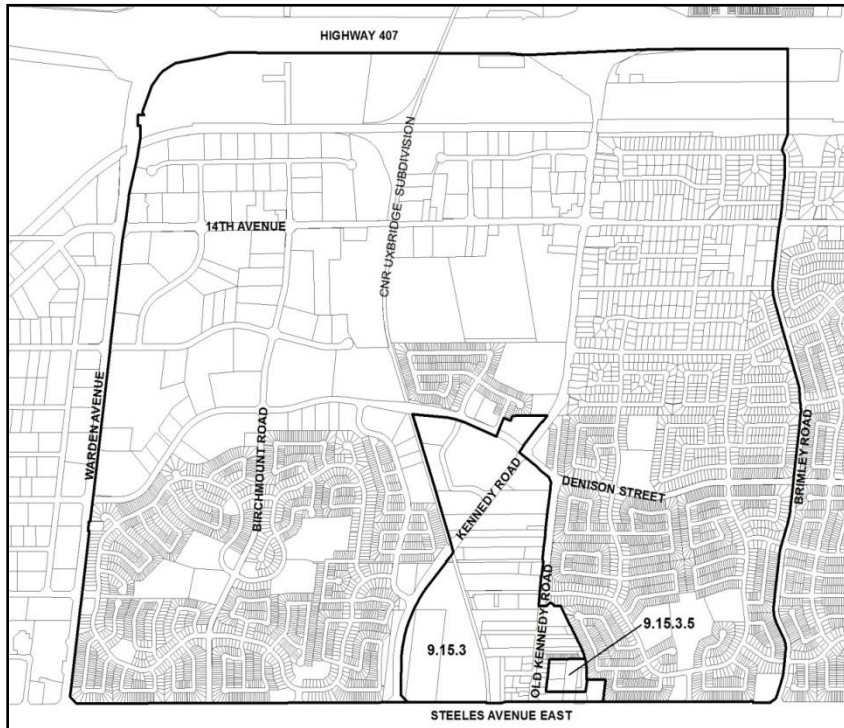 HIGHWAY 407
CNR UXBRIDGE SUBDIVISION
14TH AVENUE
WARDEN AVENUE
BIRCHMOUNT ROAD
KENNEDY ROAD
DENISON STREET
BRIMLEY ROAD
OLD KENNEDY ROAD
9.15.3.5
9.15.3
STEELES AVENUE EAST